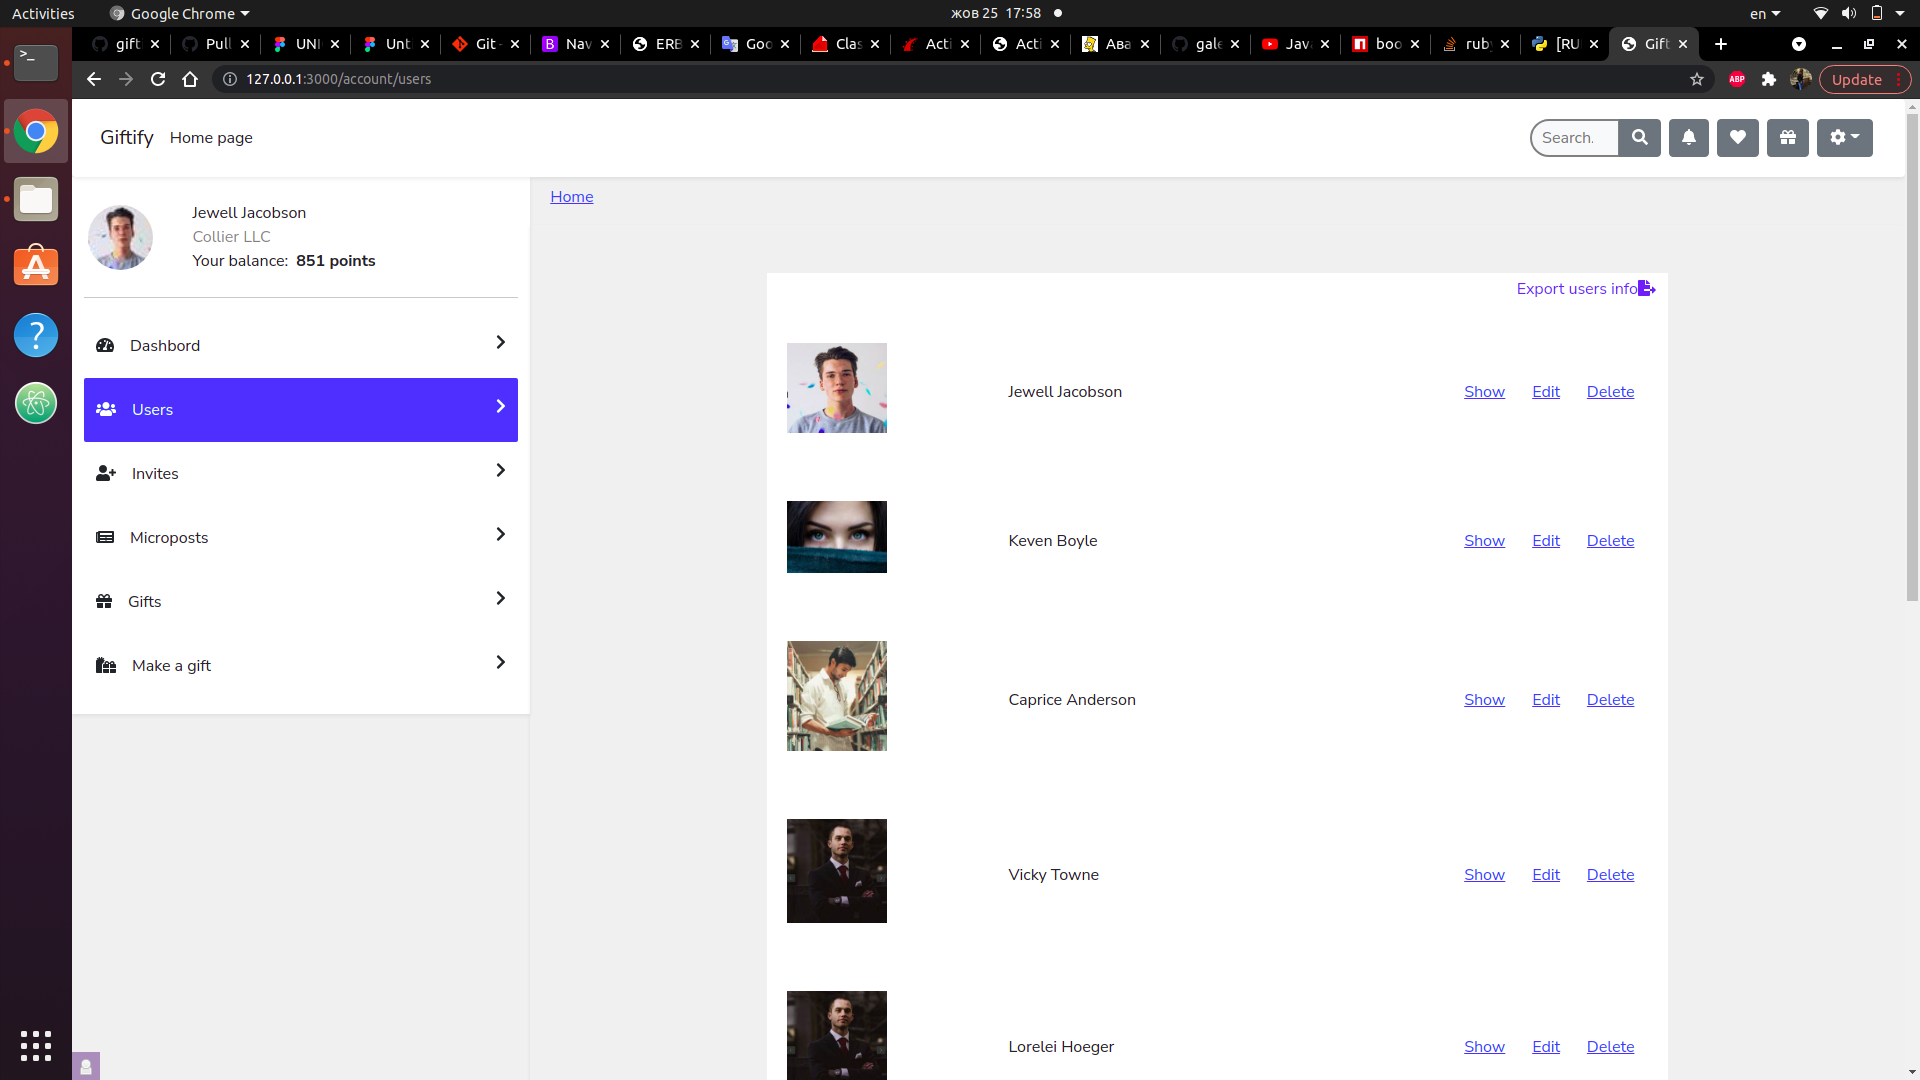 Activities
Google Chrome
жов 25 17:58
en
gift
Pull
UNI
Unti
Git -
Nav
ERB
Goo
Clas
Acti
Acti
Ава
gale
Java
boo
ruby
[RU
Gift
127.0.0.1:3000/account/users
ABP
Update
Giftify
Home page
Search.
Jewell Jacobson
Collier LLC
Your balance: 851 points
Dashbord
Users
Invites
Microposts
Gifts
Make a gift
Home
Export users info
Jewell Jacobson Show Edit Delete
Keven Boyle Show Edit Delete
Caprice Anderson Show Edit Delete
Vicky Towne Show Edit Delete
Lorelei Hoeger Show Edit Delete